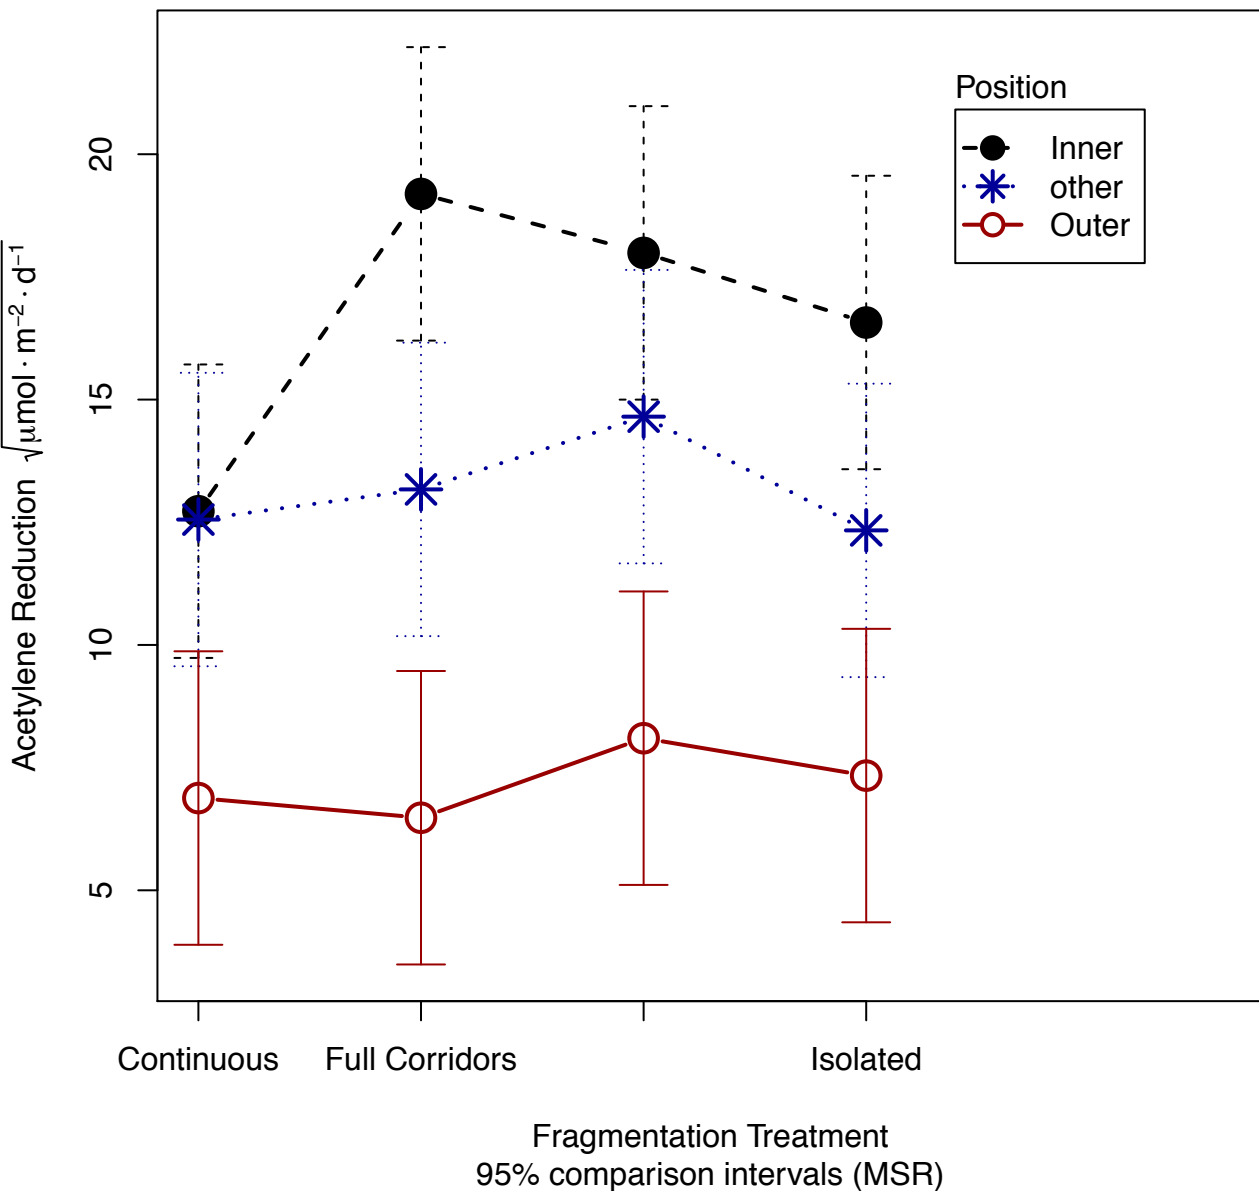 Position
Inner
other
Outer
20
15
10
5
Acetylene Reduction √μmol · m⁻² · d⁻¹
Continuous Full Corridors Isolated
Fragmentation Treatment
95% comparison intervals (MSR)